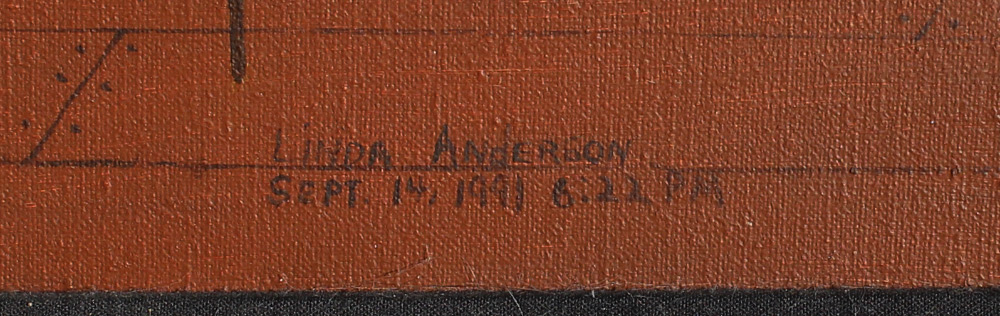 Linda Anderson
Sept. 14, 1991 6:22 PM